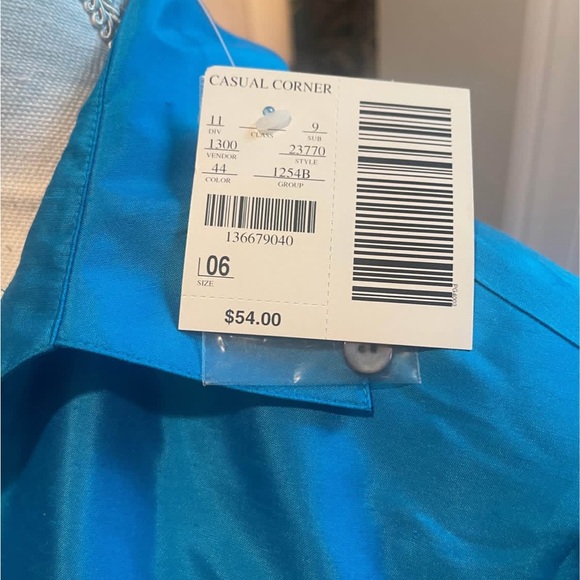 CASUAL CORNER
11 9
DIV CLASS SUB
1300 23770
VENDOR STYLE
44 1254B
COLOR GROUP
136679040
06
SIZE
$54.00